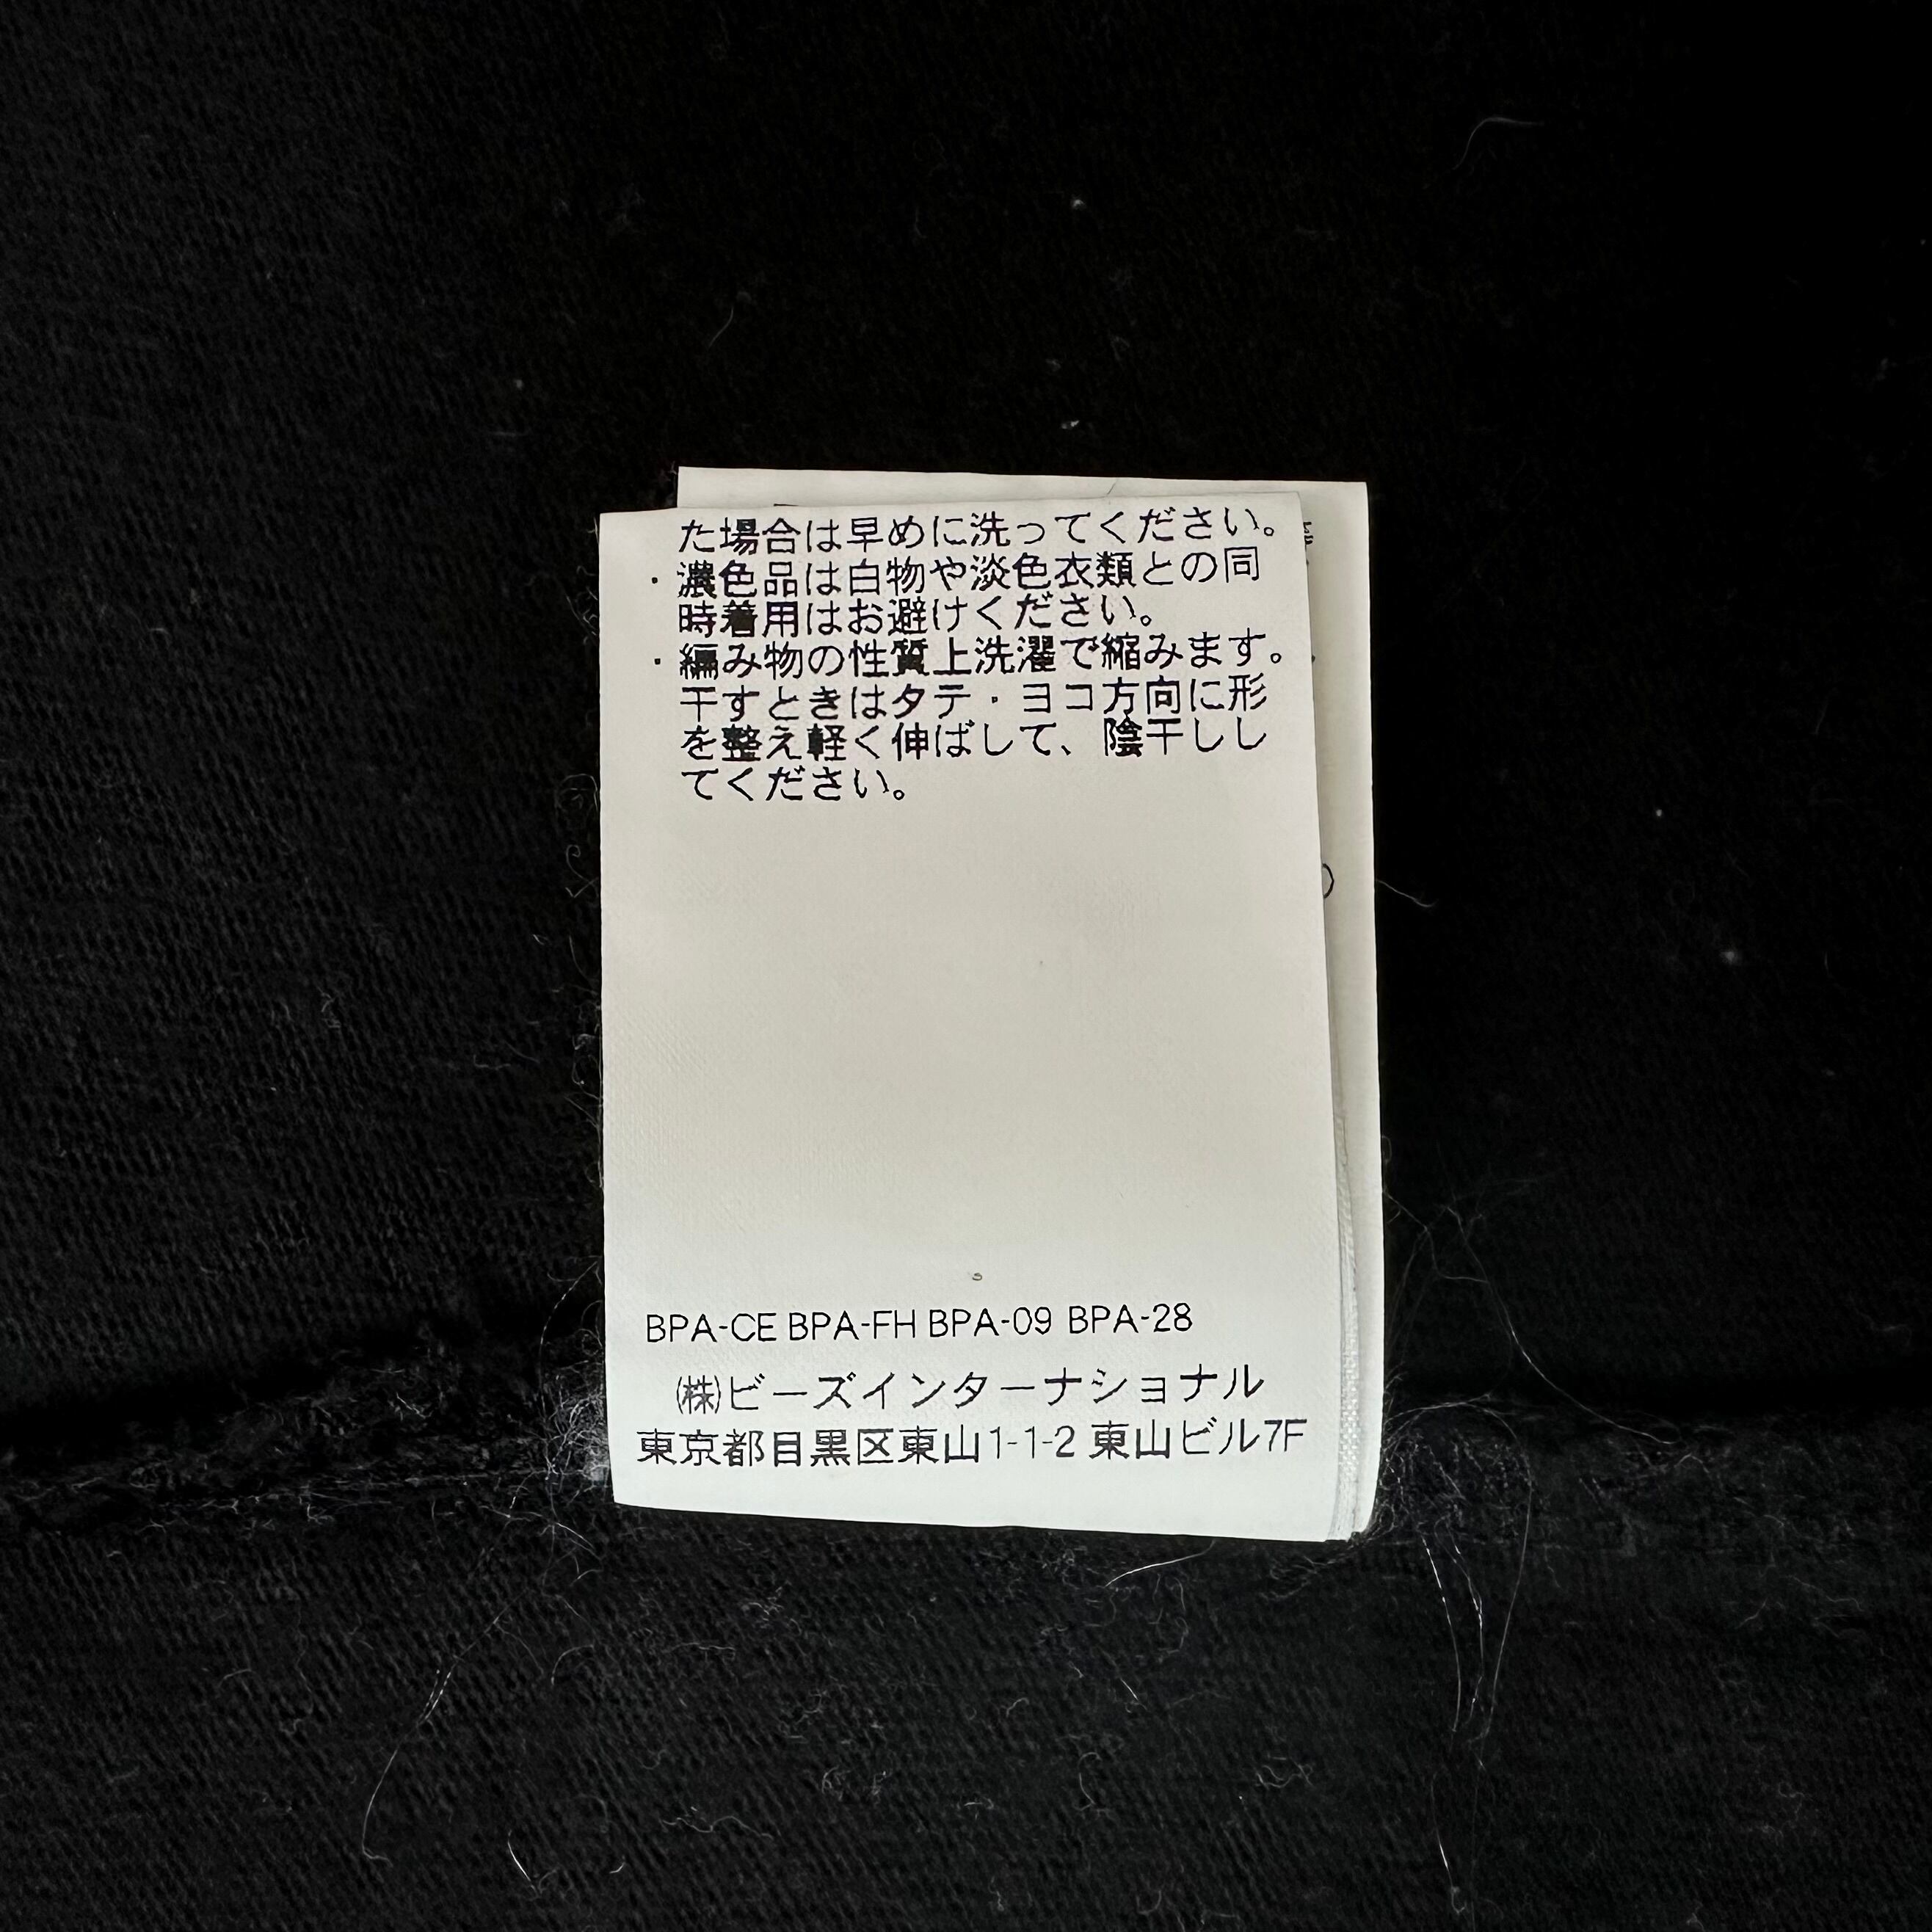 た場合は早めに洗ってください。
・濃色品は白物や淡色衣類との同
時着用はお避けください。
・編み物の性質上洗濯で縮みます。
干すときはタテ・ヨコ方向に形
を整え軽く伸ばして、陰干しし
てください。
BPA-CE BPA-FH BPA-09 BPA-28
㈱ビーズインターナショナル
東京都目黒区東山1-1-2 東山ビル7F